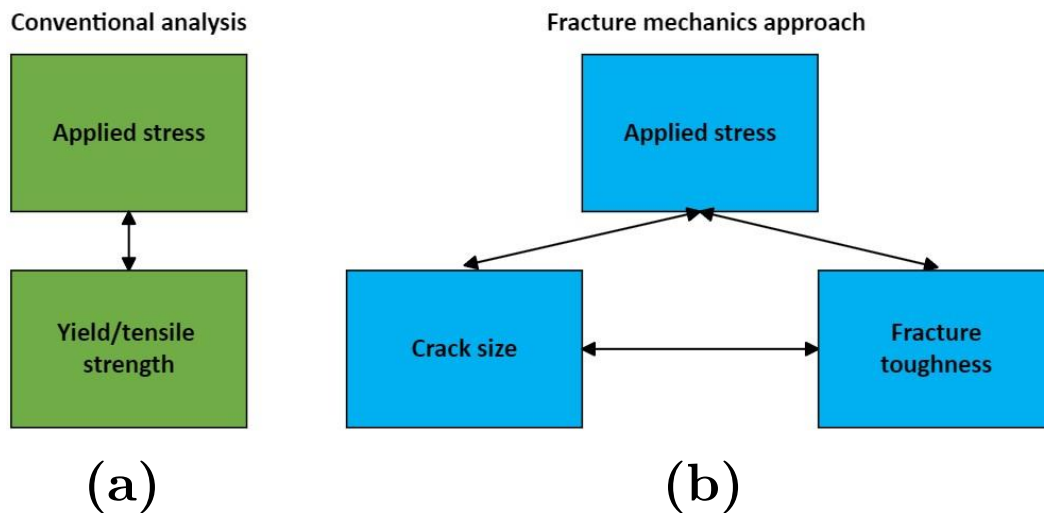 Conventional analysis
Applied stress
Yield/tensile
strength
(a)
Fracture mechanics approach
Applied stress
Crack size
Fracture
toughness
(b)